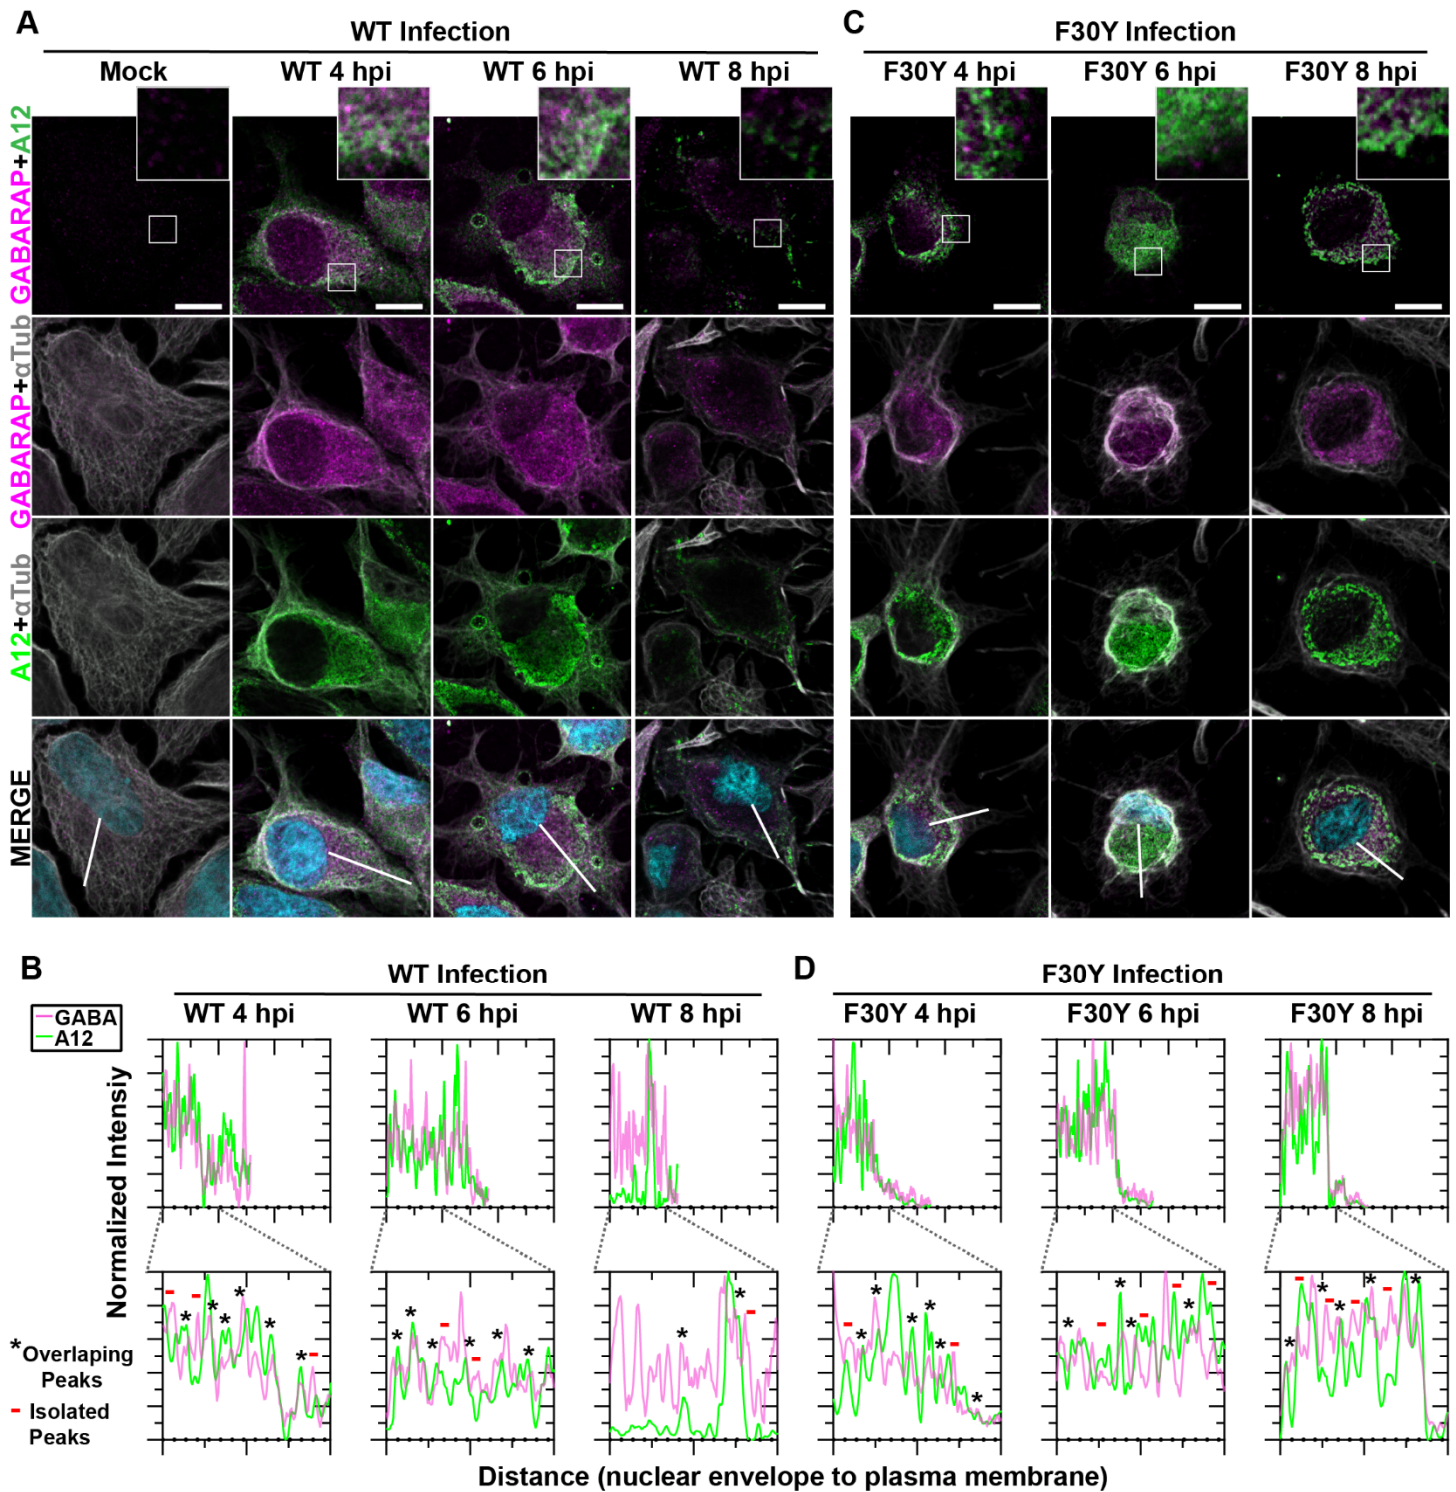 A
WT Infection
Mock
WT 4 hpi
WT 6 hpi
WT 8 hpi
C
F30Y Infection
F30Y 4 hpi
F30Y 6 hpi
F30Y 8 hpi
GABARAP+A12
GABARAP+αTub
A12+αTub
MERGE
B
WT Infection
GABA
A12
WT 4 hpi
WT 6 hpi
WT 8 hpi
D
F30Y Infection
F30Y 4 hpi
F30Y 6 hpi
F30Y 8 hpi
Normalized Intensiy
*Overlaping
Peaks
- Isolated
Peaks
Distance (nuclear envelope to plasma membrane)